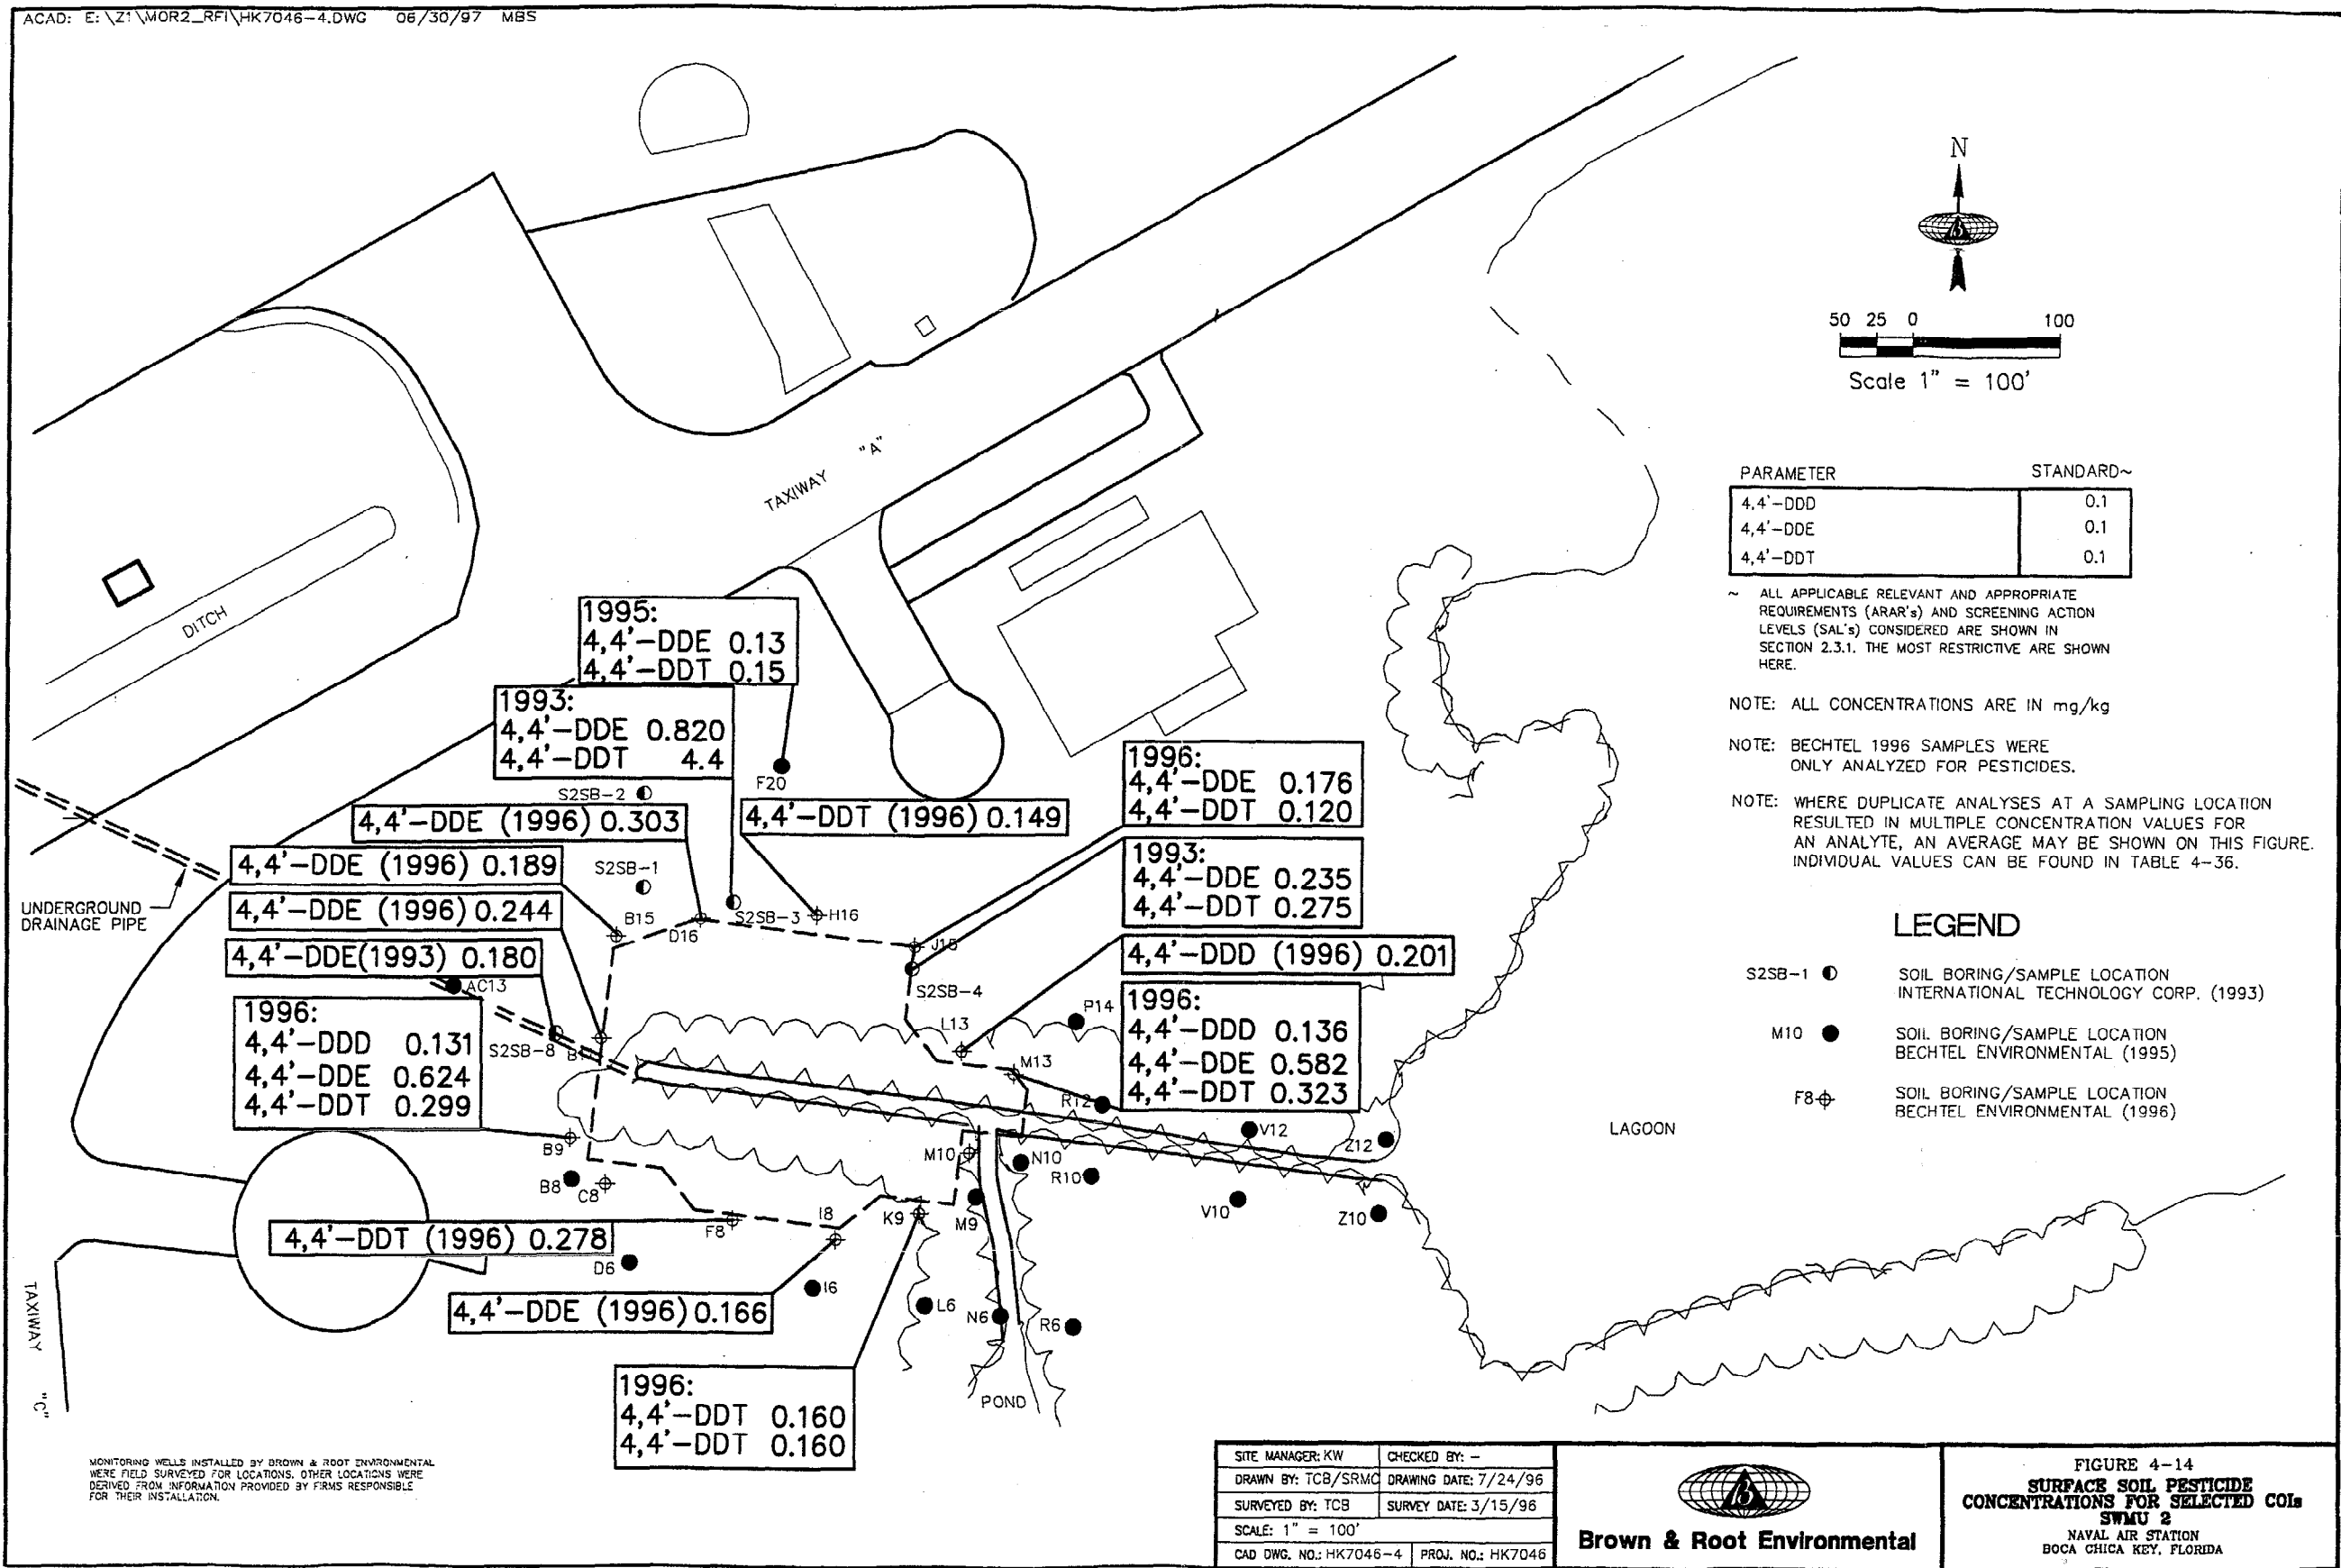 ACAD: E:\Z1\MOR2_RFI\HK7046-4.DWG 06/30/97 MBS
N
50 25 0 100
Scale 1" = 100'
TAXIWAY "A"
DITCH
PARAMETER STANDARD~
4,4'-DDD 0.1
4,4'-DDE 0.1
4,4'-DDT 0.1
~ ALL APPLICABLE RELEVANT AND APPROPRIATE
REQUIREMENTS (ARAR's) AND SCREENING ACTION
LEVELS (SAL's) CONSIDERED ARE SHOWN IN
SECTION 2.3.1. THE MOST RESTRICTIVE ARE SHOWN
HERE.
NOTE: ALL CONCENTRATIONS ARE IN mg/kg
NOTE: BECHTEL 1996 SAMPLES WERE
ONLY ANALYZED FOR PESTICIDES.
NOTE: WHERE DUPLICATE ANALYSES AT A SAMPLING LOCATION
RESULTED IN MULTIPLE CONCENTRATION VALUES FOR
AN ANALYTE, AN AVERAGE MAY BE SHOWN ON THIS FIGURE.
INDIVIDUAL VALUES CAN BE FOUND IN TABLE 4-36.
LEGEND
S2SB-1 SOIL BORING/SAMPLE LOCATION
INTERNATIONAL TECHNOLOGY CORP. (1993)
M10 SOIL BORING/SAMPLE LOCATION
BECHTEL ENVIRONMENTAL (1995)
F8 SOIL BORING/SAMPLE LOCATION
BECHTEL ENVIRONMENTAL (1996)
1995:
4,4'-DDE 0.13
4,4'-DDT 0.15
1993:
4,4'-DDE 0.820
4,4'-DDT 4.4
F20
S2SB-2
4,4'-DDE (1996) 0.303
4,4'-DDT (1996) 0.149
1996:
4,4'-DDE 0.176
4,4'-DDT 0.120
4,4'-DDE (1996) 0.189
S2SB-1
1993:
4,4'-DDE 0.235
4,4'-DDT 0.275
UNDERGROUND
DRAINAGE PIPE
4,4'-DDE (1996) 0.244
B15
D16
S2SB-3
H16
J15
4,4'-DDE(1993) 0.180
4,4'-DDD (1996) 0.201
AC13
S2SB-4
1996:
4,4'-DDD 0.131
4,4'-DDE 0.624
4,4'-DDT 0.299
S2SB-8
L13
P14
1996:
4,4'-DDD 0.136
4,4'-DDE 0.582
4,4'-DDT 0.323
M13
R12
V12
Z12
LAGOON
B9
M10
N10
R10
B8
C8
V10
Z10
F8
I8
K9
M9
4,4'-DDT (1996) 0.278
D6
I6
L6
N6
R6
4,4'-DDE (1996) 0.166
TAXIWAY "C"
1996:
4,4'-DDT 0.160
4,4'-DDT 0.160
POND
MONITORING WELLS INSTALLED BY BROWN & ROOT ENVIRONMENTAL
WERE FIELD SURVEYED FOR LOCATIONS. OTHER LOCATIONS WERE
DERIVED FROM INFORMATION PROVIDED BY FIRMS RESPONSIBLE
FOR THEIR INSTALLATION.
SITE MANAGER: KW CHECKED BY: -
DRAWN BY: TCB/SRMC DRAWING DATE: 7/24/96
SURVEYED BY: TCB SURVEY DATE: 3/15/96
SCALE: 1" = 100'
CAD DWG. NO.: HK7046-4 PROJ. NO.: HK7046
Brown & Root Environmental
FIGURE 4-14
SURFACE SOIL PESTICIDE
CONCENTRATIONS FOR SELECTED COIs
SWMU 2
NAVAL AIR STATION
BOCA CHICA KEY, FLORIDA